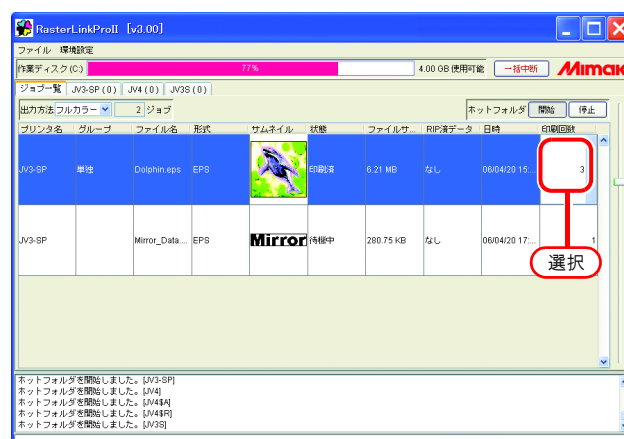 RasterLinkProII [v3.00]
ファイル 環境設定
作業ディスク(C:) 77% 4.00 GB 使用可能 一括中断 Mimak
ジョブ一覧 JV3-SP ( 0 ) JV4 ( 0 ) JV3S ( 0 )
出力方法 フルカラー 2 ジョブ ホットフォルダ 開始 停止
プリンタ名 グループ ファイル名 形式 サムネイル 状態 ファイルサ... RIP済データ 日時 印刷回数
JV3-SP 単独 Dolphin.eps EPS 印刷済 6.21 MB なし 06/04/20 15:... 3
JV3-SP Mirror_Data.... EPS Mirror 待機中 280.75 KB なし 06/04/20 17:... 1
選択
ホットフォルダを開始しました。[JV3-SP]
ホットフォルダを開始しました。[JV4]
ホットフォルダを開始しました。[JV4$A]
ホットフォルダを開始しました。[JV4$R]
ホットフォルダを開始しました。[JV3S]